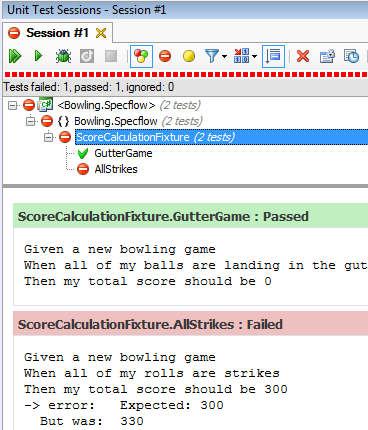 Unit Test Sessions - Session #1
Session #1
Tests failed: 1, passed: 1, ignored: 0
<Bowling.Specflow> (2 tests)
{ } Bowling.Specflow (2 tests)
ScoreCalculationFixture (2 tests)
GutterGame
AllStrikes
ScoreCalculationFixture.GutterGame : Passed
Given a new bowling game
When all of my balls are landing in the gut
Then my total score should be 0
ScoreCalculationFixture.AllStrikes : Failed
Given a new bowling game
When all of my rolls are strikes
Then my total score should be 300
-> error:   Expected: 300
But was:  330